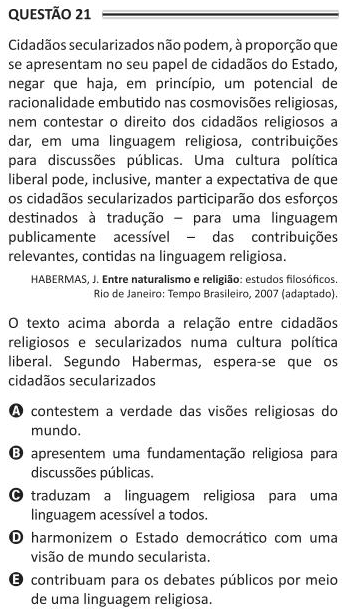 QUESTÃO 21
Cidadãos secularizados não podem, à proporção que
se apresentam no seu papel de cidadãos do Estado,
negar que haja, em princípio, um potencial de
racionalidade embutido nas cosmovisões religiosas,
nem contestar o direito dos cidadãos religiosos a
dar, em uma linguagem religiosa, contribuições
para discussões públicas. Uma cultura política
liberal pode, inclusive, manter a expectativa de que
os cidadãos secularizados participarão dos esforços
destinados à tradução – para uma linguagem
publicamente acessível – das contribuições
relevantes, contidas na linguagem religiosa.
HABERMAS, J. Entre naturalismo e religião: estudos filosóficos.
Rio de Janeiro: Tempo Brasileiro, 2007 (adaptado).
O texto acima aborda a relação entre cidadãos
religiosos e secularizados numa cultura política
liberal. Segundo Habermas, espera-se que os
cidadãos secularizados
A contestem a verdade das visões religiosas do
mundo.
B apresentem uma fundamentação religiosa para
discussões públicas.
C traduzam a linguagem religiosa para uma
linguagem acessível a todos.
D harmonizem o Estado democrático com uma
visão de mundo secularista.
E contribuam para os debates públicos por meio
de uma linguagem religiosa.